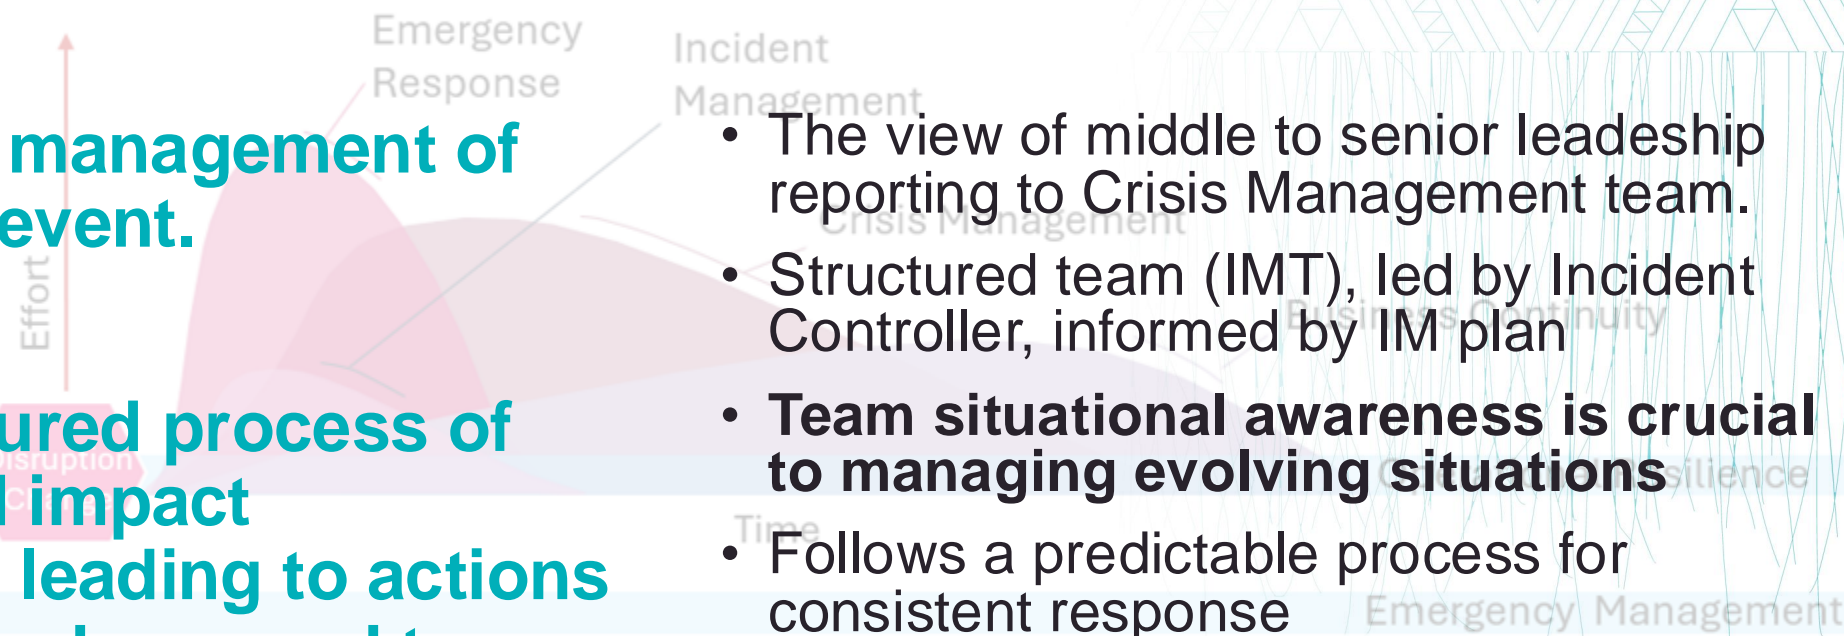 Emergency
Response
Incident
Management
management of
event.
ured process of
impact
leading to actions
Effort
Disruption
Change
Time
• The view of middle to senior leadeship
reporting to Crisis Management team.
• Structured team (IMT), led by Incident
Controller, informed by IM plan
• Team situational awareness is crucial
to managing evolving situations
• Follows a predictable process for
consistent response
Crisis Management
Business Continuity
Emergency Management